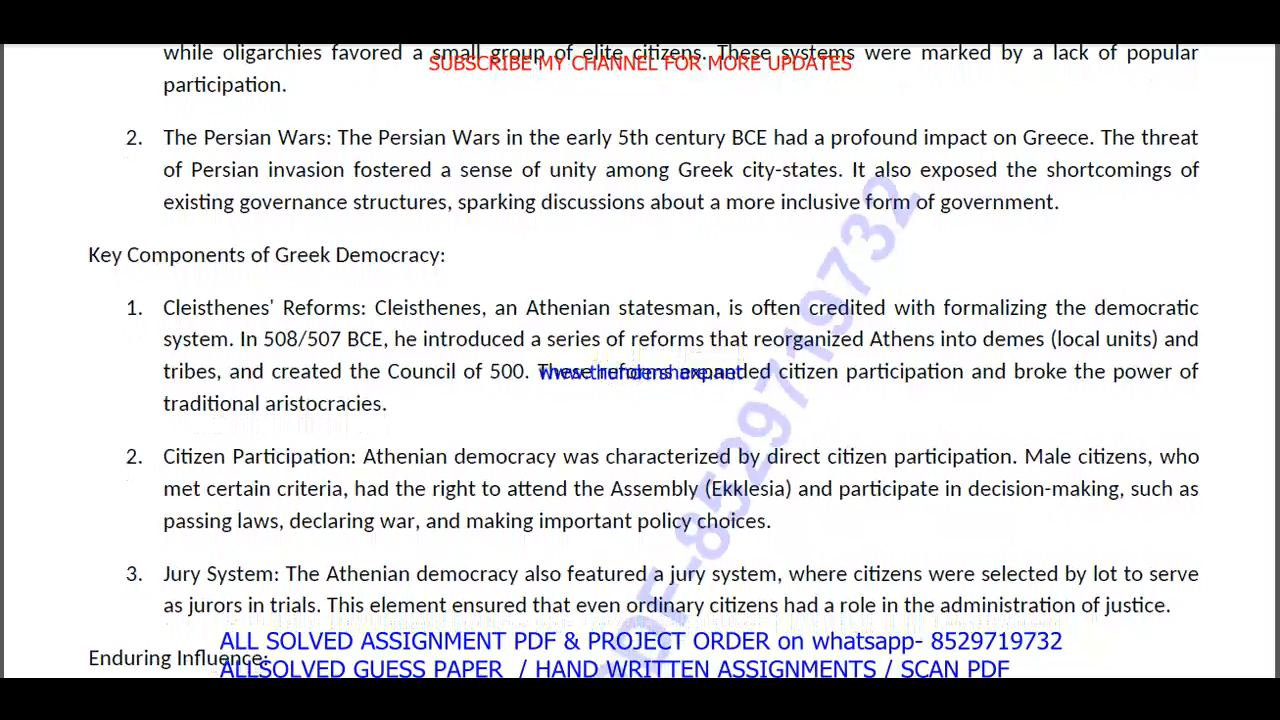 while oligarchies favored a small group of elite citizens. These systems were marked by a lack of popular
SUBSCRIBE MY CHANNEL FOR MORE UPDATES
participation.
2. The Persian Wars: The Persian Wars in the early 5th century BCE had a profound impact on Greece. The threat
of Persian invasion fostered a sense of unity among Greek city-states. It also exposed the shortcomings of
existing governance structures, sparking discussions about a more inclusive form of government.
Key Components of Greek Democracy:
1. Cleisthenes' Reforms: Cleisthenes, an Athenian statesman, is often credited with formalizing the democratic
system. In 508/507 BCE, he introduced a series of reforms that reorganized Athens into demes (local units) and
tribes, and created the Council of 500. These reforms expanded citizen participation and broke the power of
traditional aristocracies.
2. Citizen Participation: Athenian democracy was characterized by direct citizen participation. Male citizens, who
met certain criteria, had the right to attend the Assembly (Ekklesia) and participate in decision-making, such as
passing laws, declaring war, and making important policy choices.
3. Jury System: The Athenian democracy also featured a jury system, where citizens were selected by lot to serve
as jurors in trials. This element ensured that even ordinary citizens had a role in the administration of justice.
ALL SOLVED ASSIGNMENT PDF & PROJECT ORDER on whatsapp- 8529719732
Enduring Influence:
ALLSOLVED GUESS PAPER / HAND WRITTEN ASSIGNMENTS / SCAN PDF
PDF-8529719732